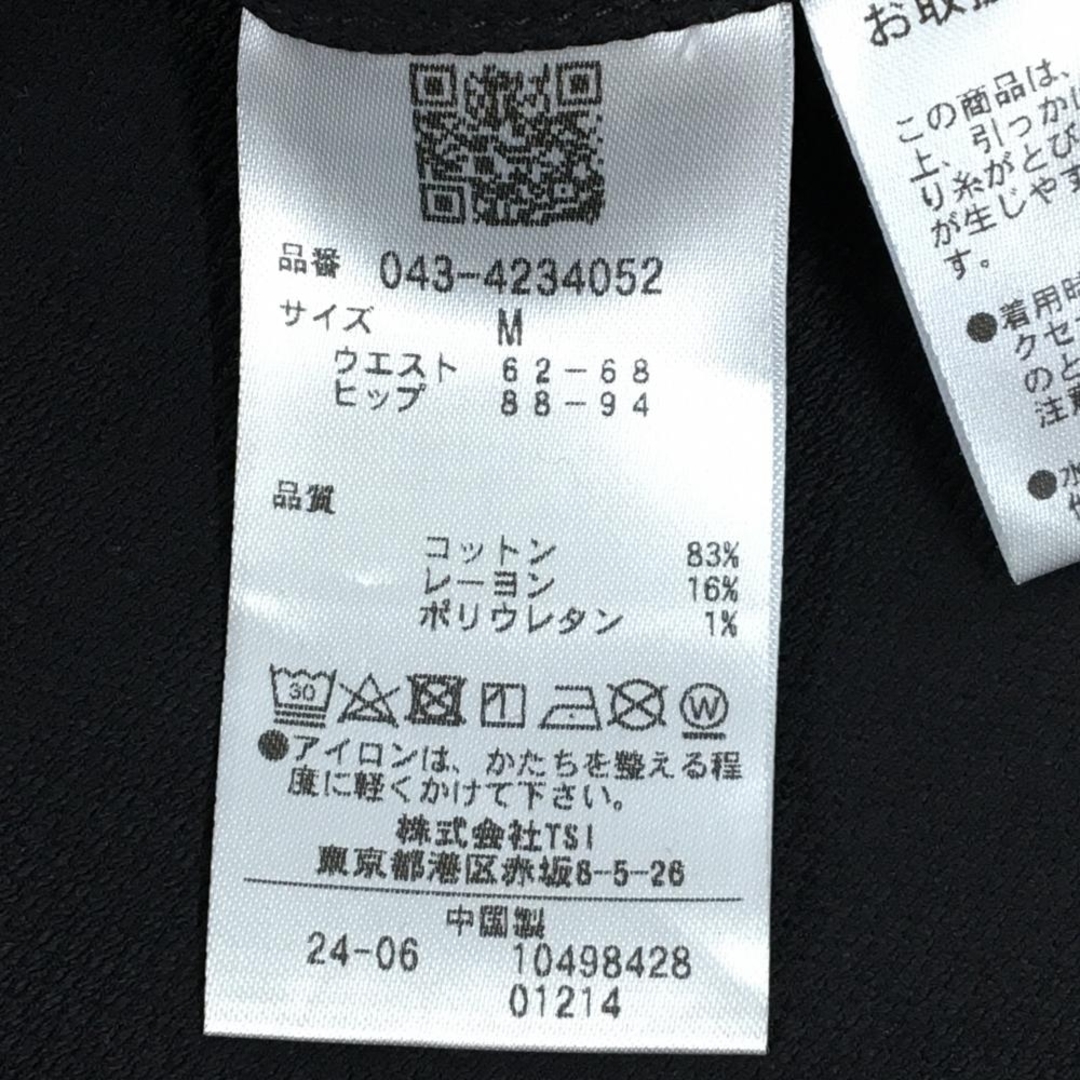 品番 043-4234052
サイズ M
ウエスト 62-68
ヒップ 88-94
品質
コットン 83%
レーヨン 16%
ポリウレタン 1%
30
W
●アイロンは、かたちを整える程
度に軽くかけて下さい。
株式会社TSI
東京都港区赤坂8-5-26
中国製
24-06 10498428
01214
お取扱
この商品は、
上、引っかけ
り糸がとび
が生じやす
す。
●着用時
クセ
のと
注意
●水